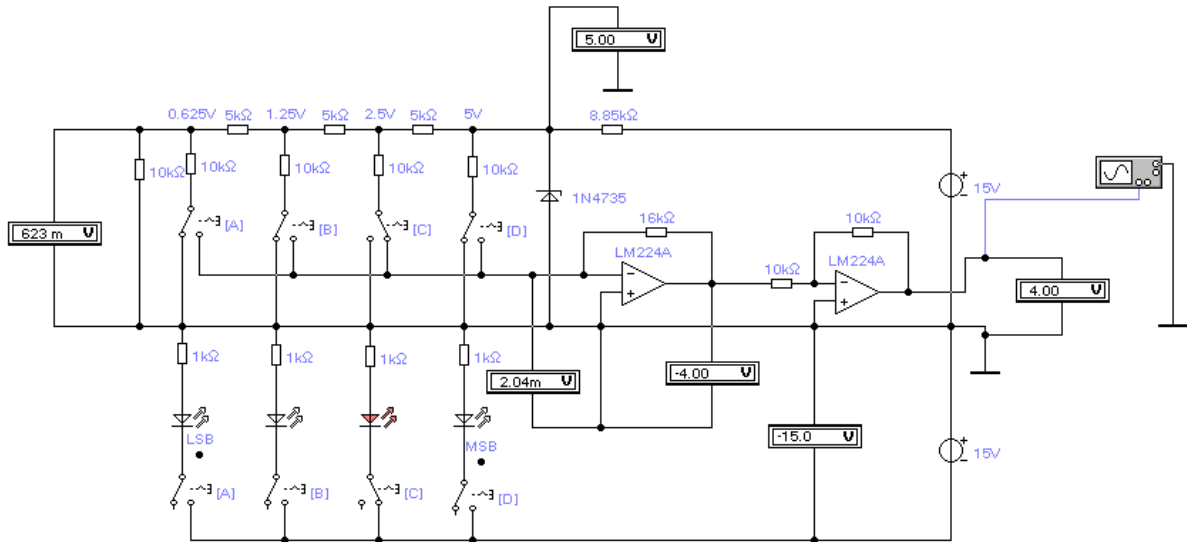 5.00 V
0.625V 5kΩ 1.25V 5kΩ 2.5V 5kΩ 5V 8.85kΩ
10kΩ 10kΩ 10kΩ 10kΩ 10kΩ
1N4735
15V
[A] [B] [C] [D]
623 m V
16kΩ 10kΩ
LM224A LM224A
10kΩ
4.00 V
1kΩ 1kΩ 1kΩ 1kΩ
2.04m V
-4.00 V
-15.0 V
LSB MSB
15V
[A] [B] [C] [D]